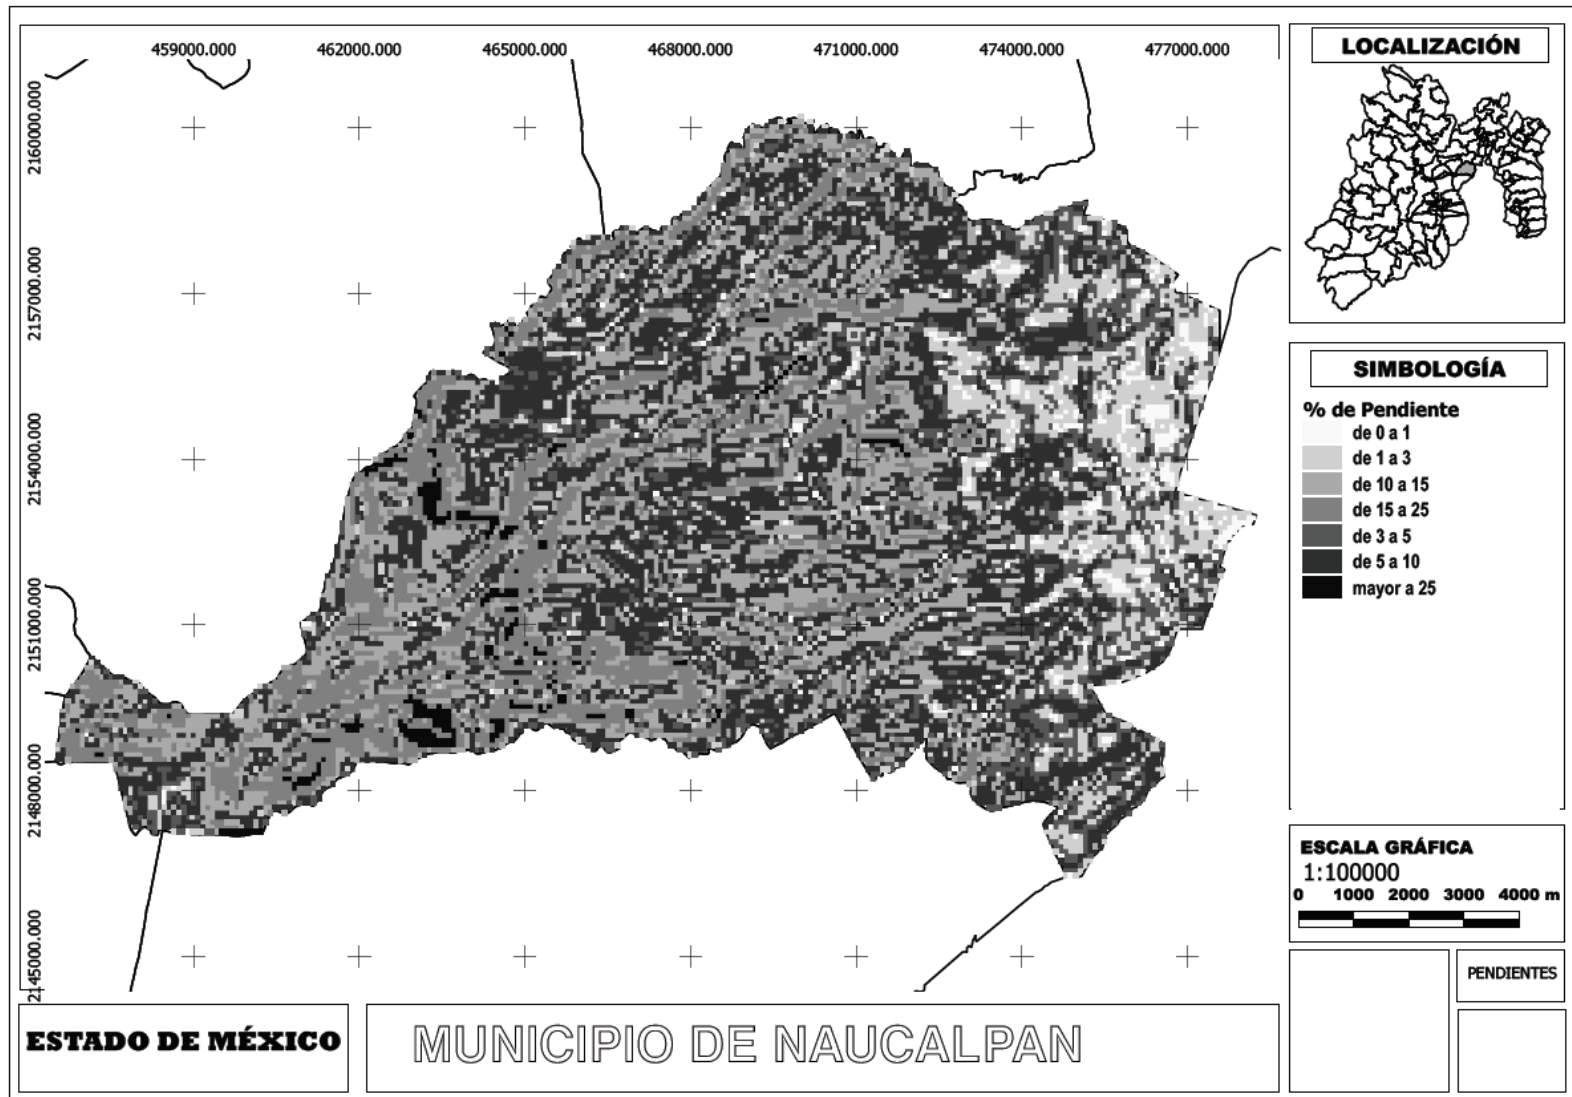 459000.000 462000.000 465000.000 468000.000 471000.000 474000.000 477000.000
2160000.000
2157000.000
2154000.000
2151000.000
2148000.000
2145000.000
LOCALIZACIÓN
SIMBOLOGÍA
% de Pendiente
de 0 a 1
de 1 a 3
de 10 a 15
de 15 a 25
de 3 a 5
de 5 a 10
mayor a 25
ESCALA GRÁFICA
1:100000
0 1000 2000 3000 4000 m
PENDIENTES
ESTADO DE MÉXICO
MUNICIPIO DE NAUCALPAN